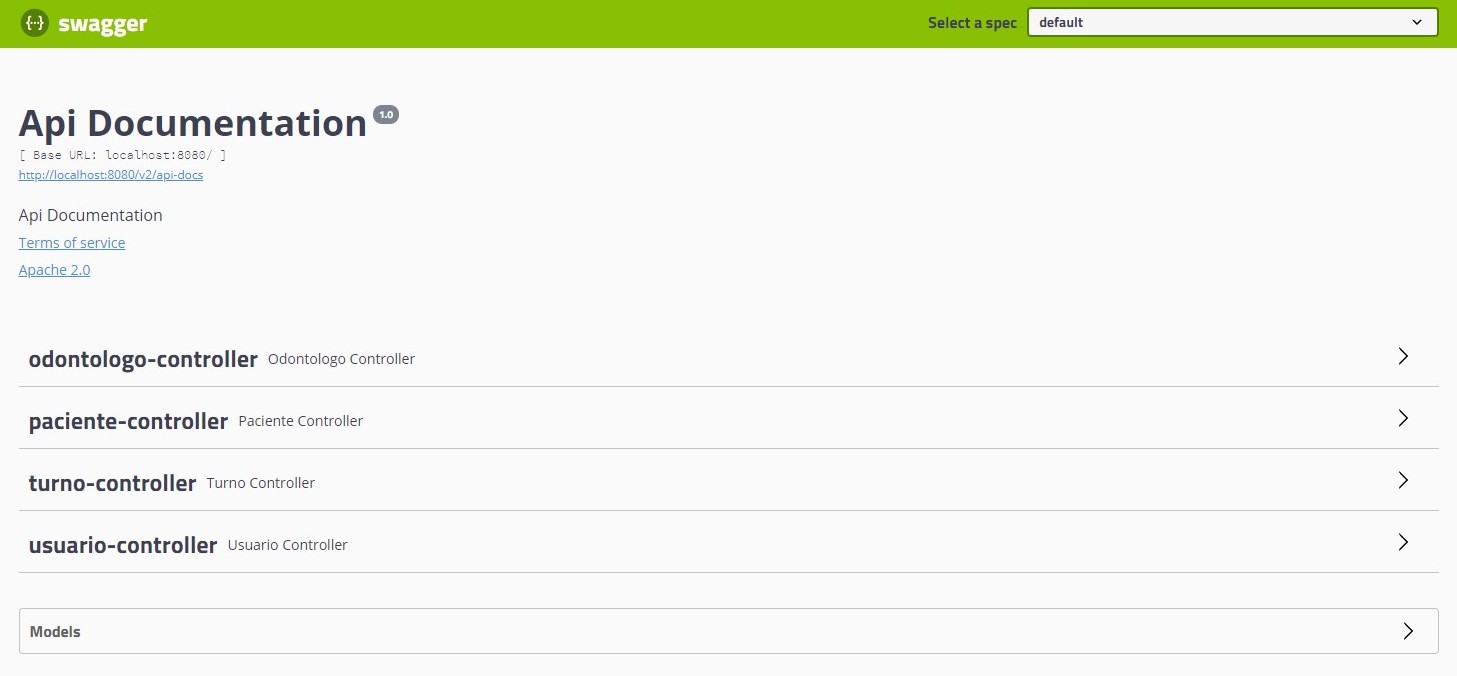 {...} swagger Select a spec default
Api Documentation 1.0
[ Base URL: localhost:8080/ ]
http://localhost:8080/v2/api-docs
Api Documentation
Terms of service
Apache 2.0
odontologo-controller Odontologo Controller
paciente-controller Paciente Controller
turno-controller Turno Controller
usuario-controller Usuario Controller
Models